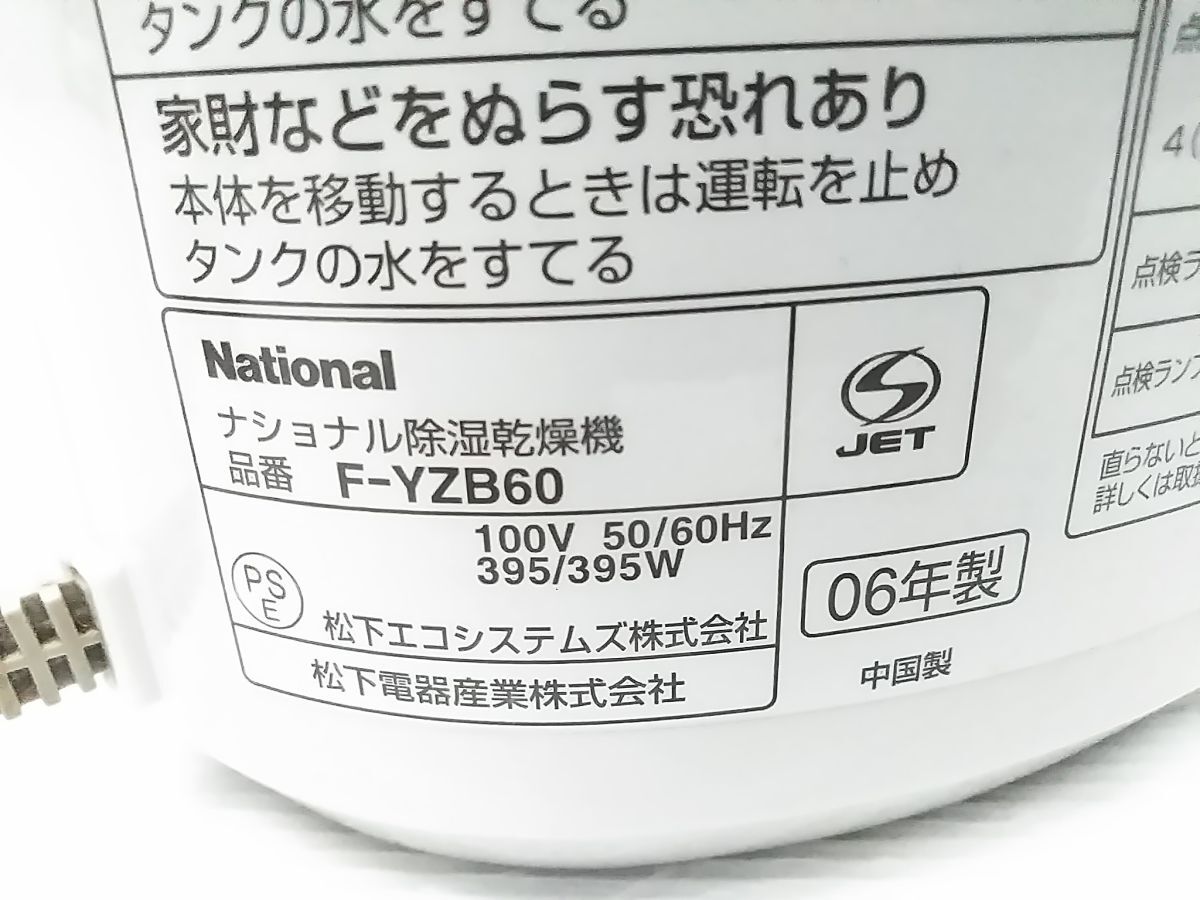 タンクの水をすてる
家財などをぬらす恐れあり
本体を移動するときは運転を止め
タンクの水をすてる
National
ナショナル除湿乾燥機
品番 F-YZB60
JET
100V 50/60Hz
395/395W
PS
E
松下エコシステムズ株式会社
松下電器産業株式会社
06年製
中国製
点
4(
点検ラ
点検ランプ
直らないと
詳しくは取扱